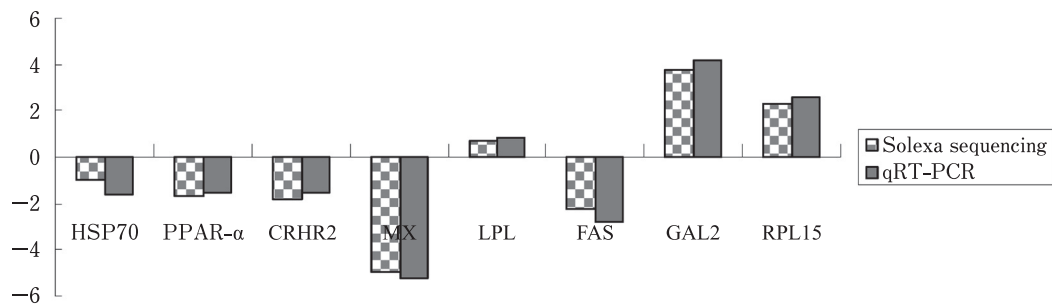 6
4
2
0
−2
−4
−6
HSP70 PPAR-α CRHR2 MX LPL FAS GAL2 RPL15
Solexa sequencing
qRT-PCR